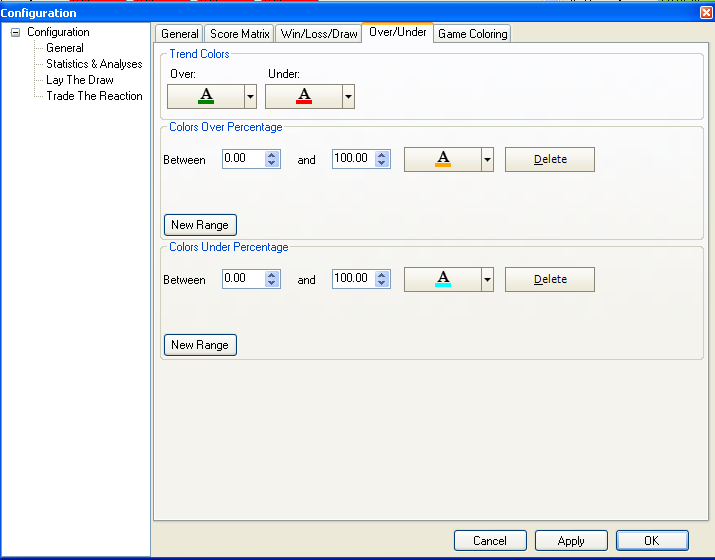 Configuration
Configuration
General
Statistics & Analyses
Lay The Draw
Trade The Reaction
General Score Matrix Win/Loss/Draw Over/Under Game Coloring
Trend Colors
Over: Under:
A A
Colors Over Percentage
Between 0.00 and 100.00 A Delete
New Range
Colors Under Percentage
Between 0.00 and 100.00 A Delete
New Range
Cancel Apply OK